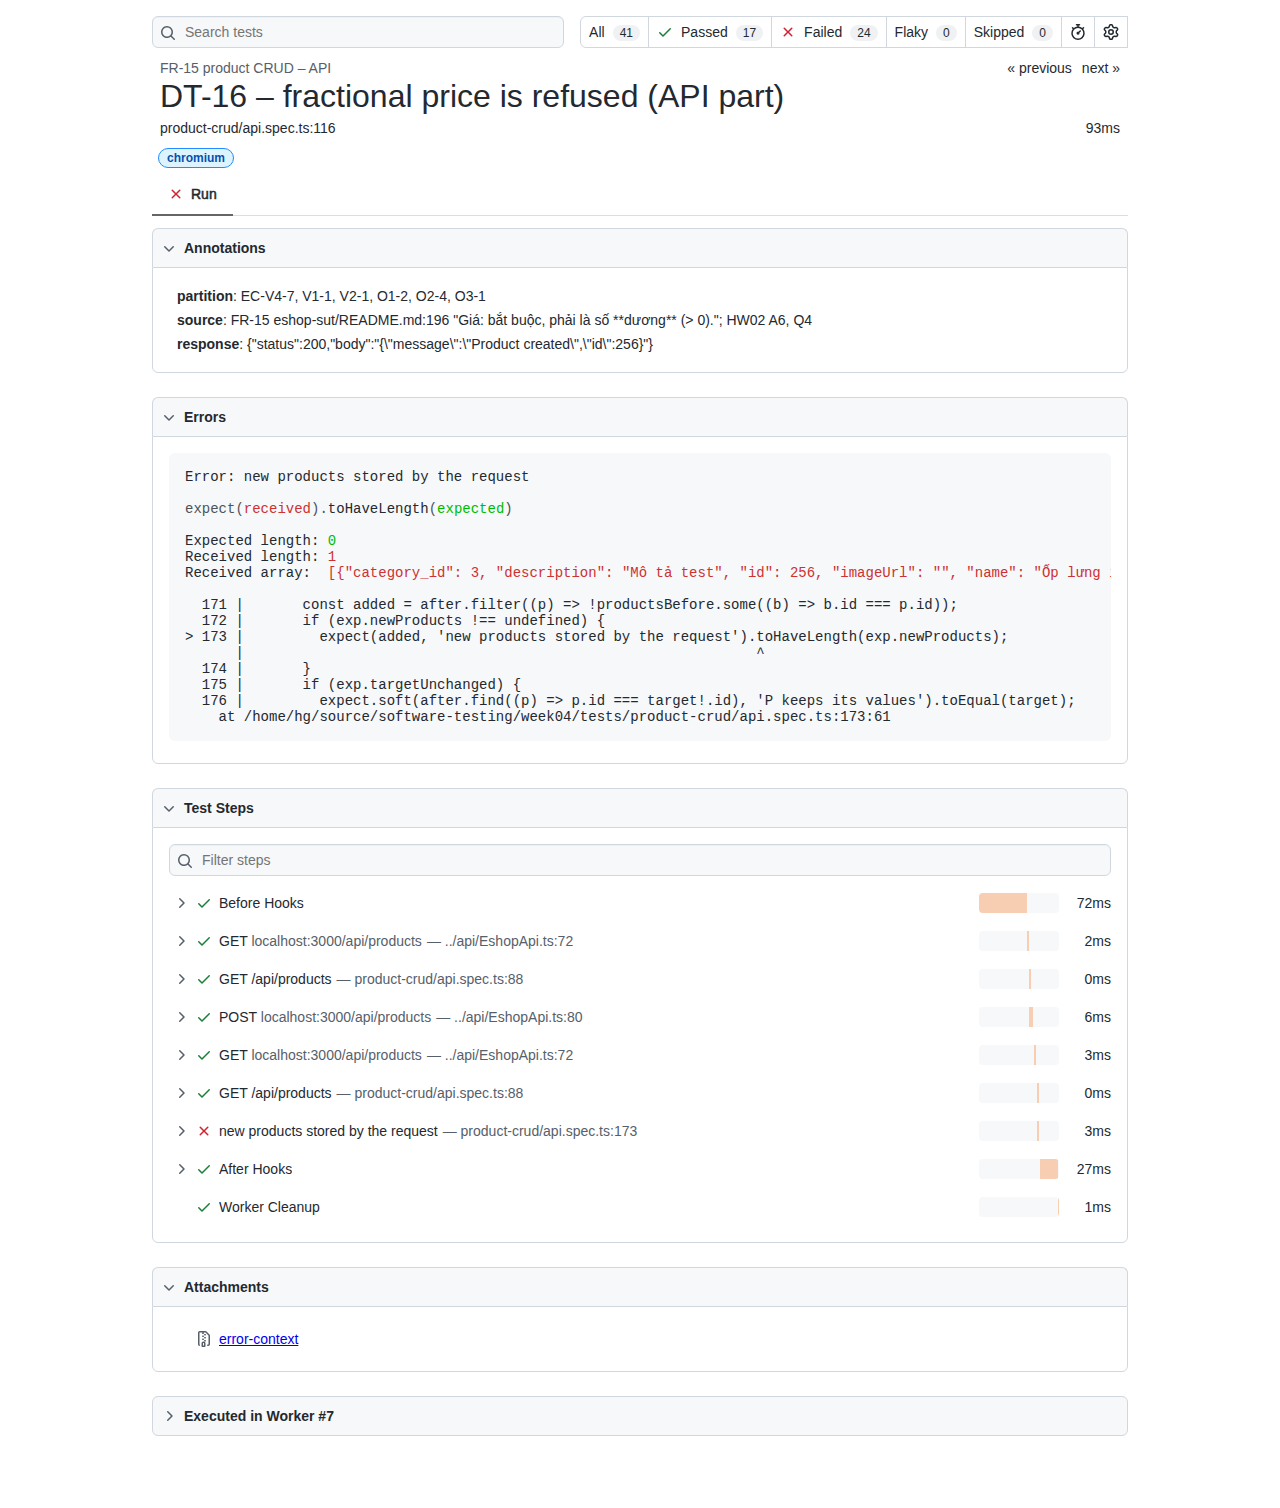 Search tests
All 41 Passed 17 Failed 24 Flaky 0 Skipped 0
FR-15 product CRUD – API
« previous next »
DT-16 – fractional price is refused (API part)
product-crud/api.spec.ts:116
93ms
chromium
Run
Annotations
partition: EC-V4-7, V1-1, V2-1, O1-2, O2-4, O3-1
source: FR-15 eshop-sut/README.md:196 "Giá: bắt buộc, phải là số **dương** (> 0)."; HW02 A6, Q4
response: {"status":200,"body":"{\"message\":\"Product created\",\"id\":256}"}
Errors
Error: new products stored by the request
expect(received).toHaveLength(expected)
Expected length: 0
Received length: 1
Received array: [{"category_id": 3, "description": "Mô tả test", "id": 256, "imageUrl": "", "name": "Ốp lưng
171 | const added = after.filter((p) => !productsBefore.some((b) => b.id === p.id));
172 | if (exp.newProducts !== undefined) {
> 173 | expect(added, 'new products stored by the request').toHaveLength(exp.newProducts);
| ^
174 | }
175 | if (exp.targetUnchanged) {
176 | expect.soft(after.find((p) => p.id === target!.id), 'P keeps its values').toEqual(target);
at /home/hg/source/software-testing/week04/tests/product-crud/api.spec.ts:173:61
Test Steps
Filter steps
Before Hooks 72ms
GET localhost:3000/api/products — ../api/EshopApi.ts:72 2ms
GET /api/products — product-crud/api.spec.ts:88 0ms
POST localhost:3000/api/products — ../api/EshopApi.ts:80 6ms
GET localhost:3000/api/products — ../api/EshopApi.ts:72 3ms
GET /api/products — product-crud/api.spec.ts:88 0ms
new products stored by the request — product-crud/api.spec.ts:173 3ms
After Hooks 27ms
Worker Cleanup 1ms
Attachments
error-context
Executed in Worker #7